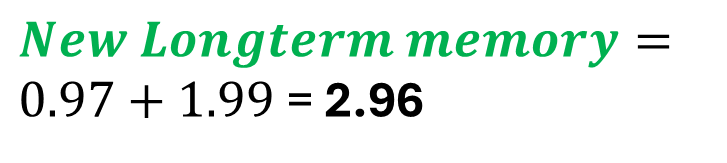 New Longterm memory =
0.97 + 1.99 = 2.96